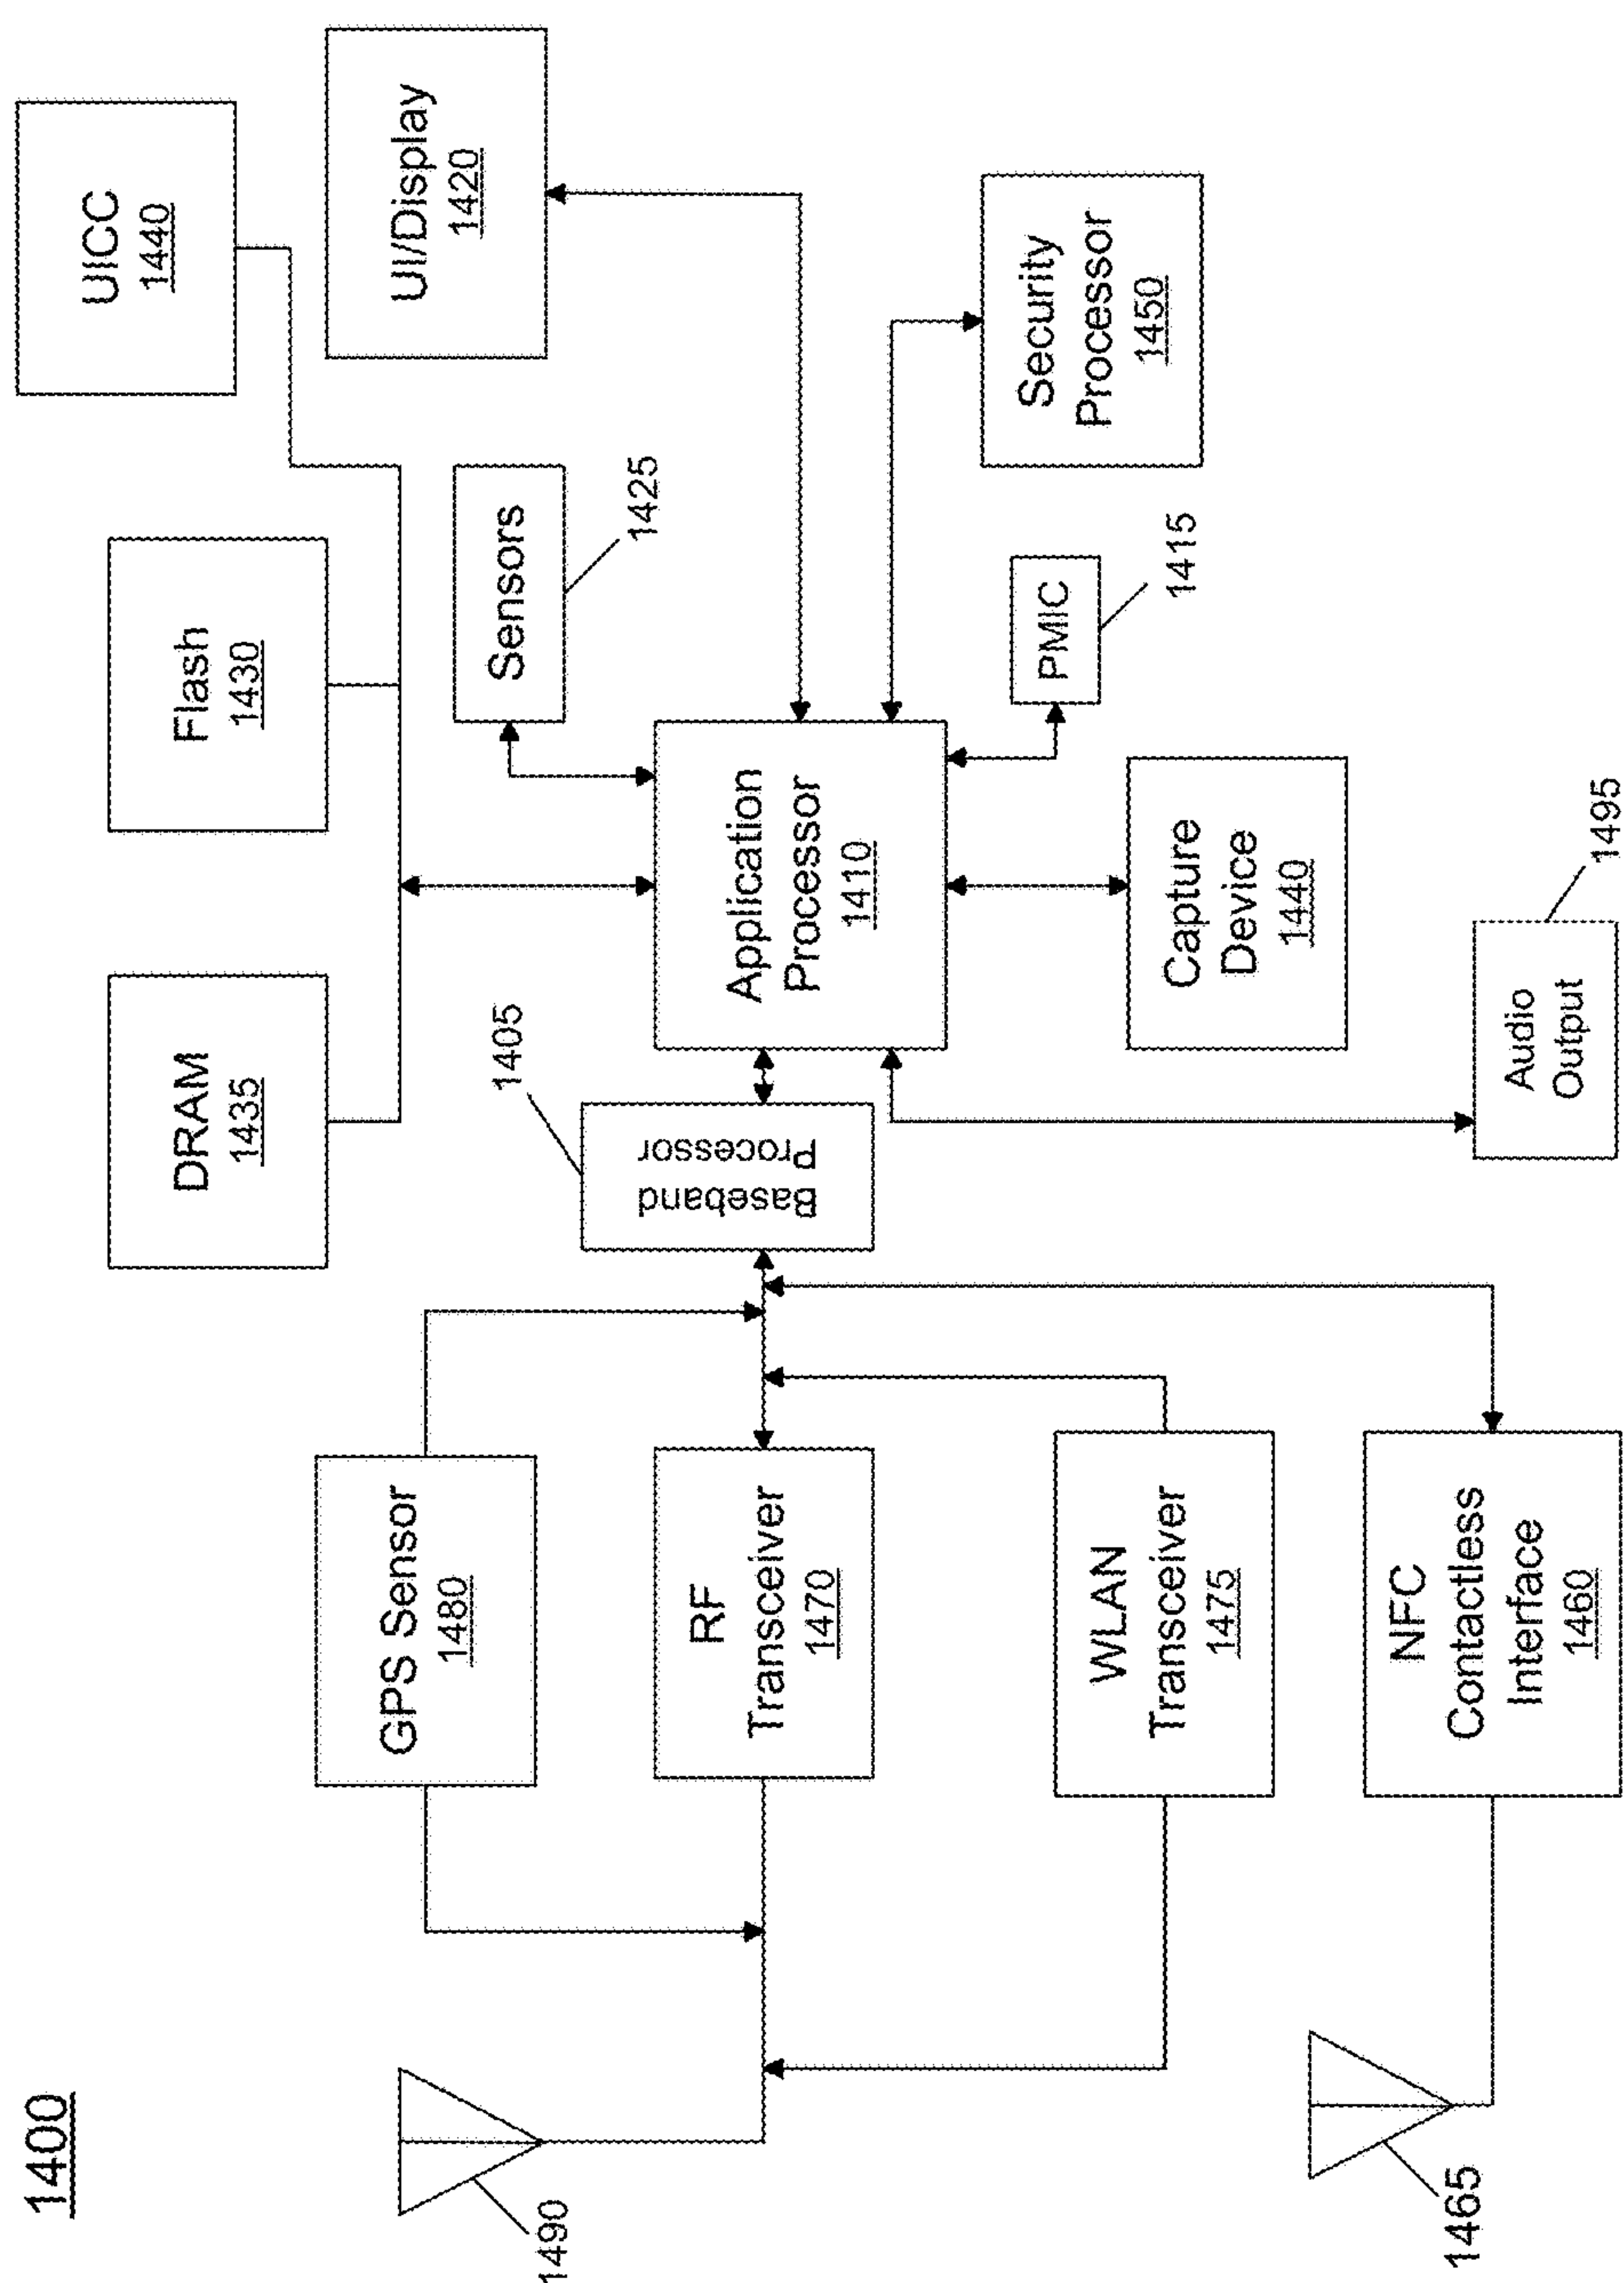 1400
UICC
1440
Flash
1430
DRAM
1435
UI/Display
1420
Sensors
1425
GPS Sensor
1480
1490
1405
Baseband
Processor
Application
Processor
1410
RF
Transceiver
1470
Security
Processor
1450
PMIC
1415
Capture
Device
1440
WLAN
Transceiver
1475
Audio
Output
1495
NFC
Contactless
Interface
1460
1465